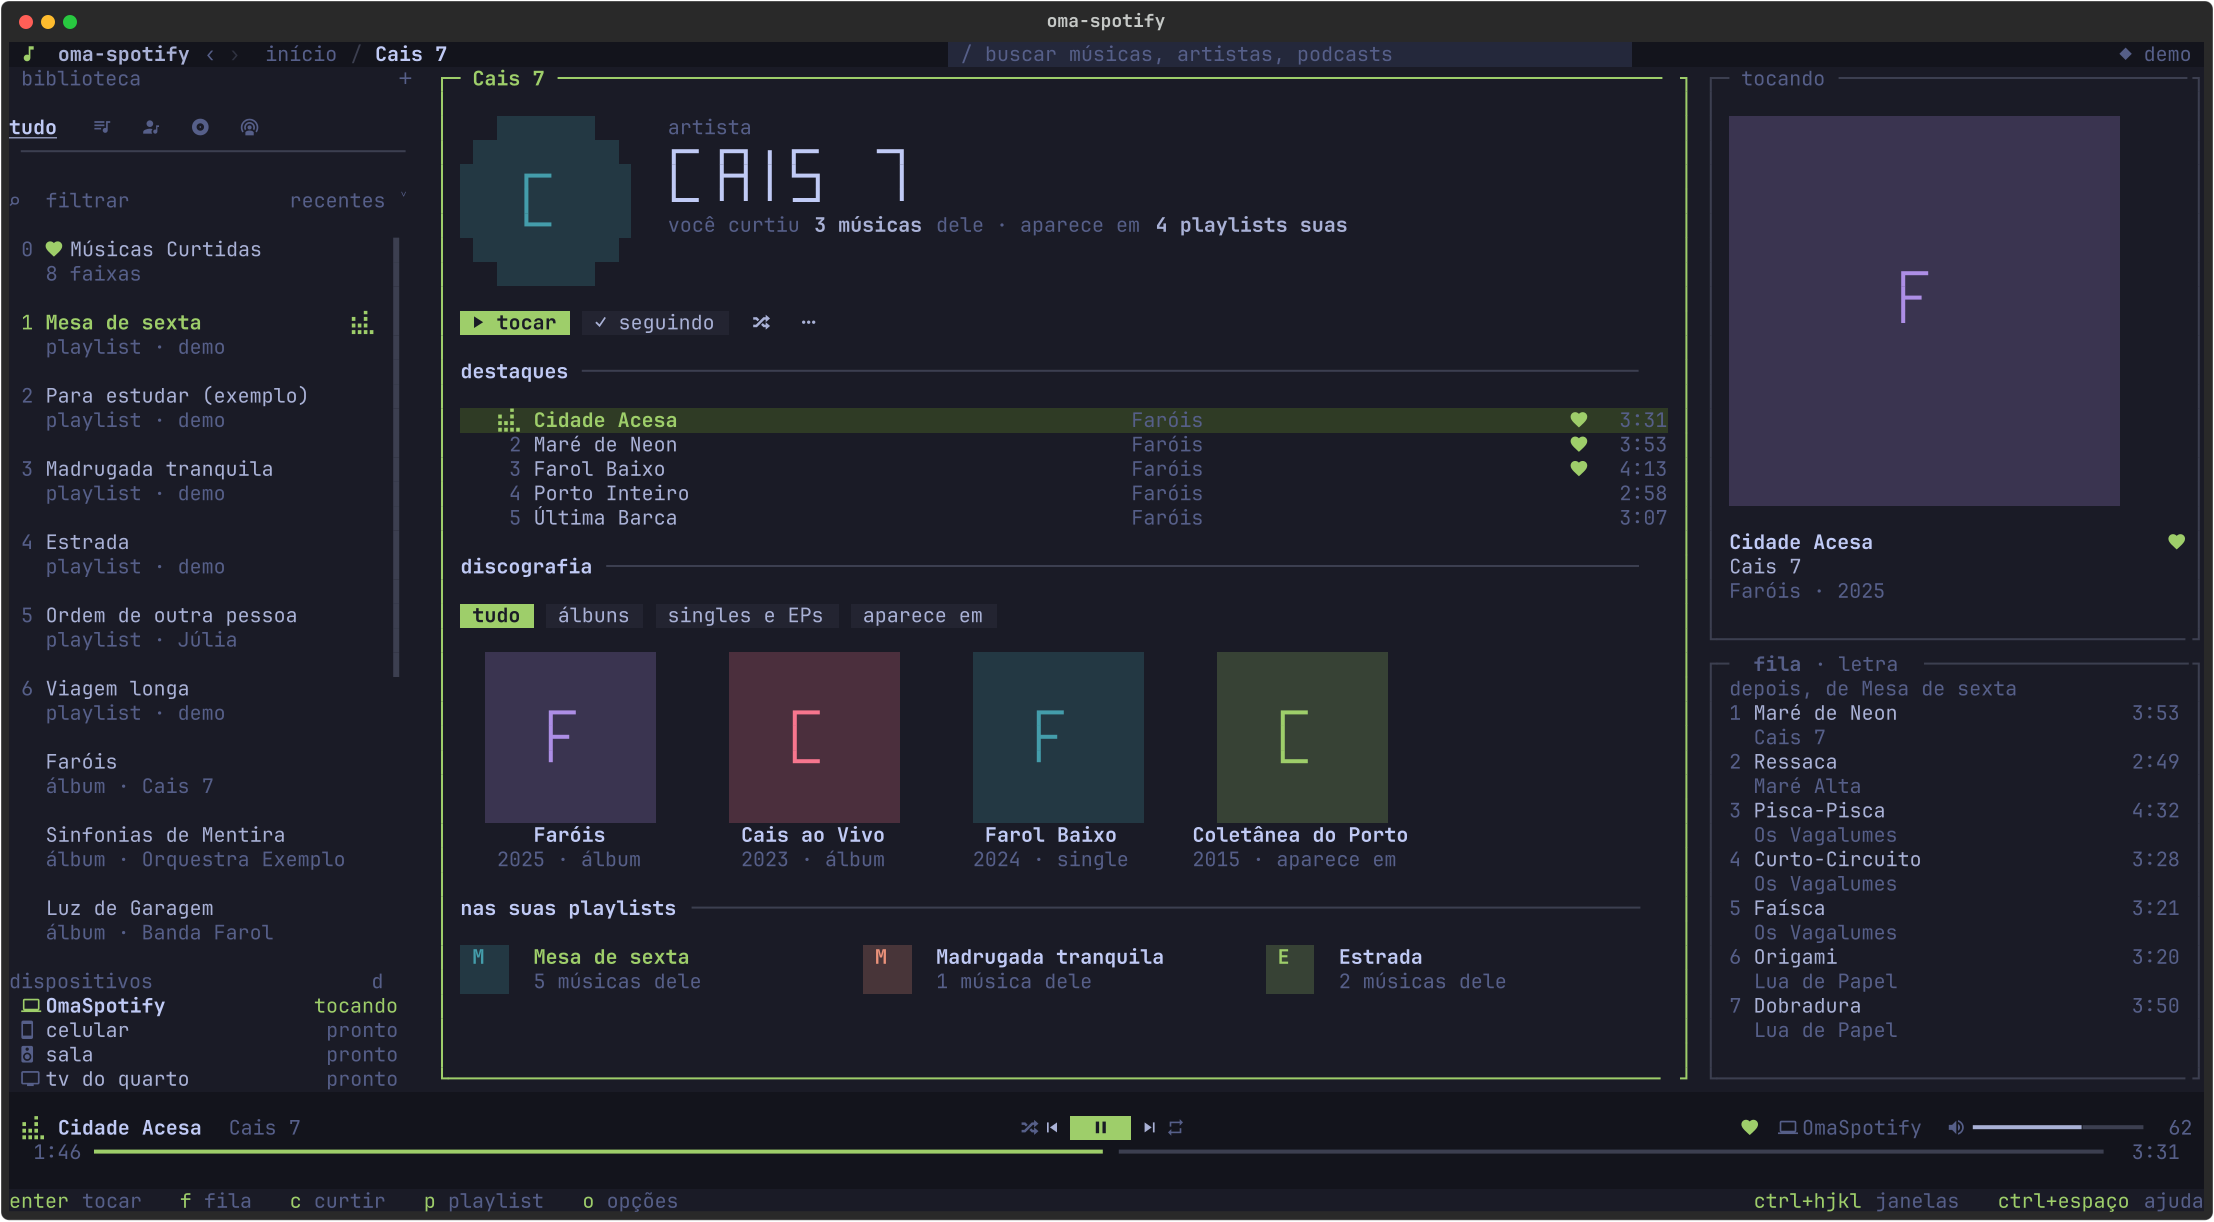 oma-spotify
oma-spotify ‹ › início / Cais 7
/ buscar músicas, artistas, podcasts
demo
biblioteca +
tudo
filtrar recentes
0 Músicas Curtidas
8 faixas
1 Mesa de sexta
playlist · demo
2 Para estudar (exemplo)
playlist · demo
3 Madrugada tranquila
playlist · demo
4 Estrada
playlist · demo
5 Ordem de outra pessoa
playlist · Júlia
6 Viagem longa
playlist · demo
Faróis
álbum · Cais 7
Sinfonias de Mentira
álbum · Orquestra Exemplo
Luz de Garagem
álbum · Banda Farol
dispositivos d
OmaSpotify tocando
celular pronto
sala pronto
tv do quarto pronto
Cais 7
C
artista
CAIS 7
você curtiu 3 músicas dele · aparece em 4 playlists suas
tocar ✓ seguindo ···
destaques
Cidade Acesa Faróis 3:31
2 Maré de Neon Faróis 3:53
3 Farol Baixo Faróis 4:13
4 Porto Inteiro Faróis 2:58
5 Última Barca Faróis 3:07
discografia
tudo álbuns singles e EPs aparece em
F C F C
Faróis Cais ao Vivo Farol Baixo Coletânea do Porto
2025 · álbum 2023 · álbum 2024 · single 2015 · aparece em
nas suas playlists
M Mesa de sexta M Madrugada tranquila E Estrada
5 músicas dele 1 música dele 2 músicas dele
tocando
F
Cidade Acesa
Cais 7
Faróis · 2025
fila · letra
depois, de Mesa de sexta
1 Maré de Neon 3:53
Cais 7
2 Ressaca 2:49
Maré Alta
3 Pisca-Pisca 4:32
Os Vagalumes
4 Curto-Circuito 3:28
Os Vagalumes
5 Faísca 3:21
Os Vagalumes
6 Origami 3:20
Lua de Papel
7 Dobradura 3:50
Lua de Papel
Cidade Acesa Cais 7
OmaSpotify 62
1:46 3:31
enter tocar f fila c curtir p playlist o opções
ctrl+hjkl janelas ctrl+espaço ajuda